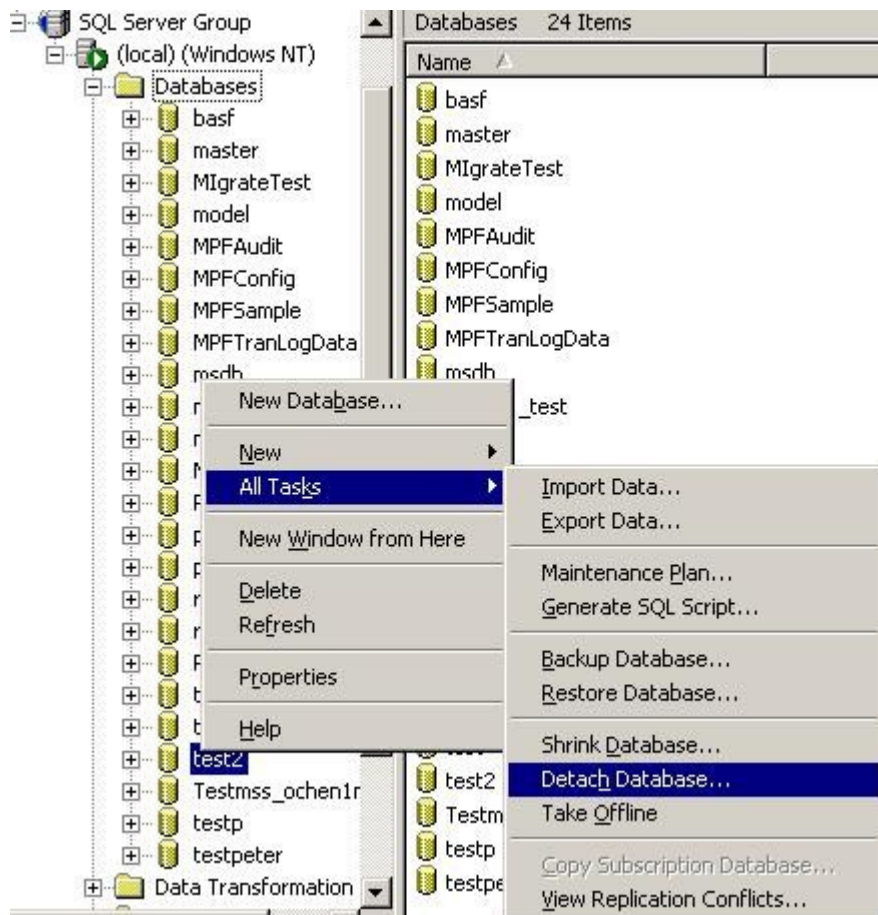 SQL Server Group
(local) (Windows NT)
Databases
basf
master
MIgrateTest
model
MPFAudit
MPFConfig
MPFSample
MPFTranLogData
msdb
test2
Testmss_ochen1r
testp
testpeter
Data Transformation
Databases 24 Items
Name
basf
master
MIgrateTest
model
MPFAudit
MPFConfig
MPFSample
MPFTranLogData
msdb
_test
test2
Testm
testp
testpe
New Database...
New
All Tasks
New Window from Here
Delete
Refresh
Properties
Help
Import Data...
Export Data...
Maintenance Plan...
Generate SQL Script...
Backup Database...
Restore Database...
Shrink Database...
Detach Database...
Take Offline
Copy Subscription Database...
View Replication Conflicts...